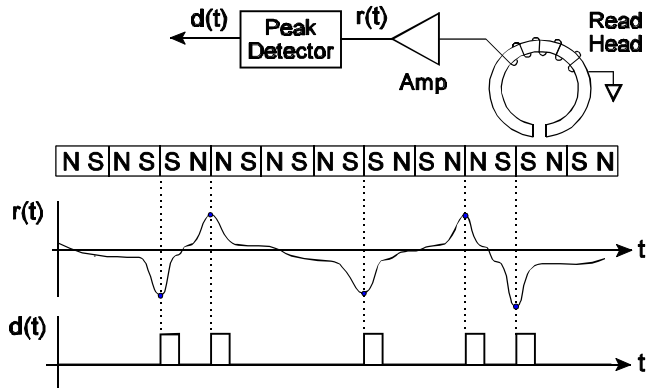 d(t)
Peak
Detector
r(t)
Amp
Read
Head
N S N S S N N S N S N S S N S N N S S N S N
r(t)
t
d(t)
t